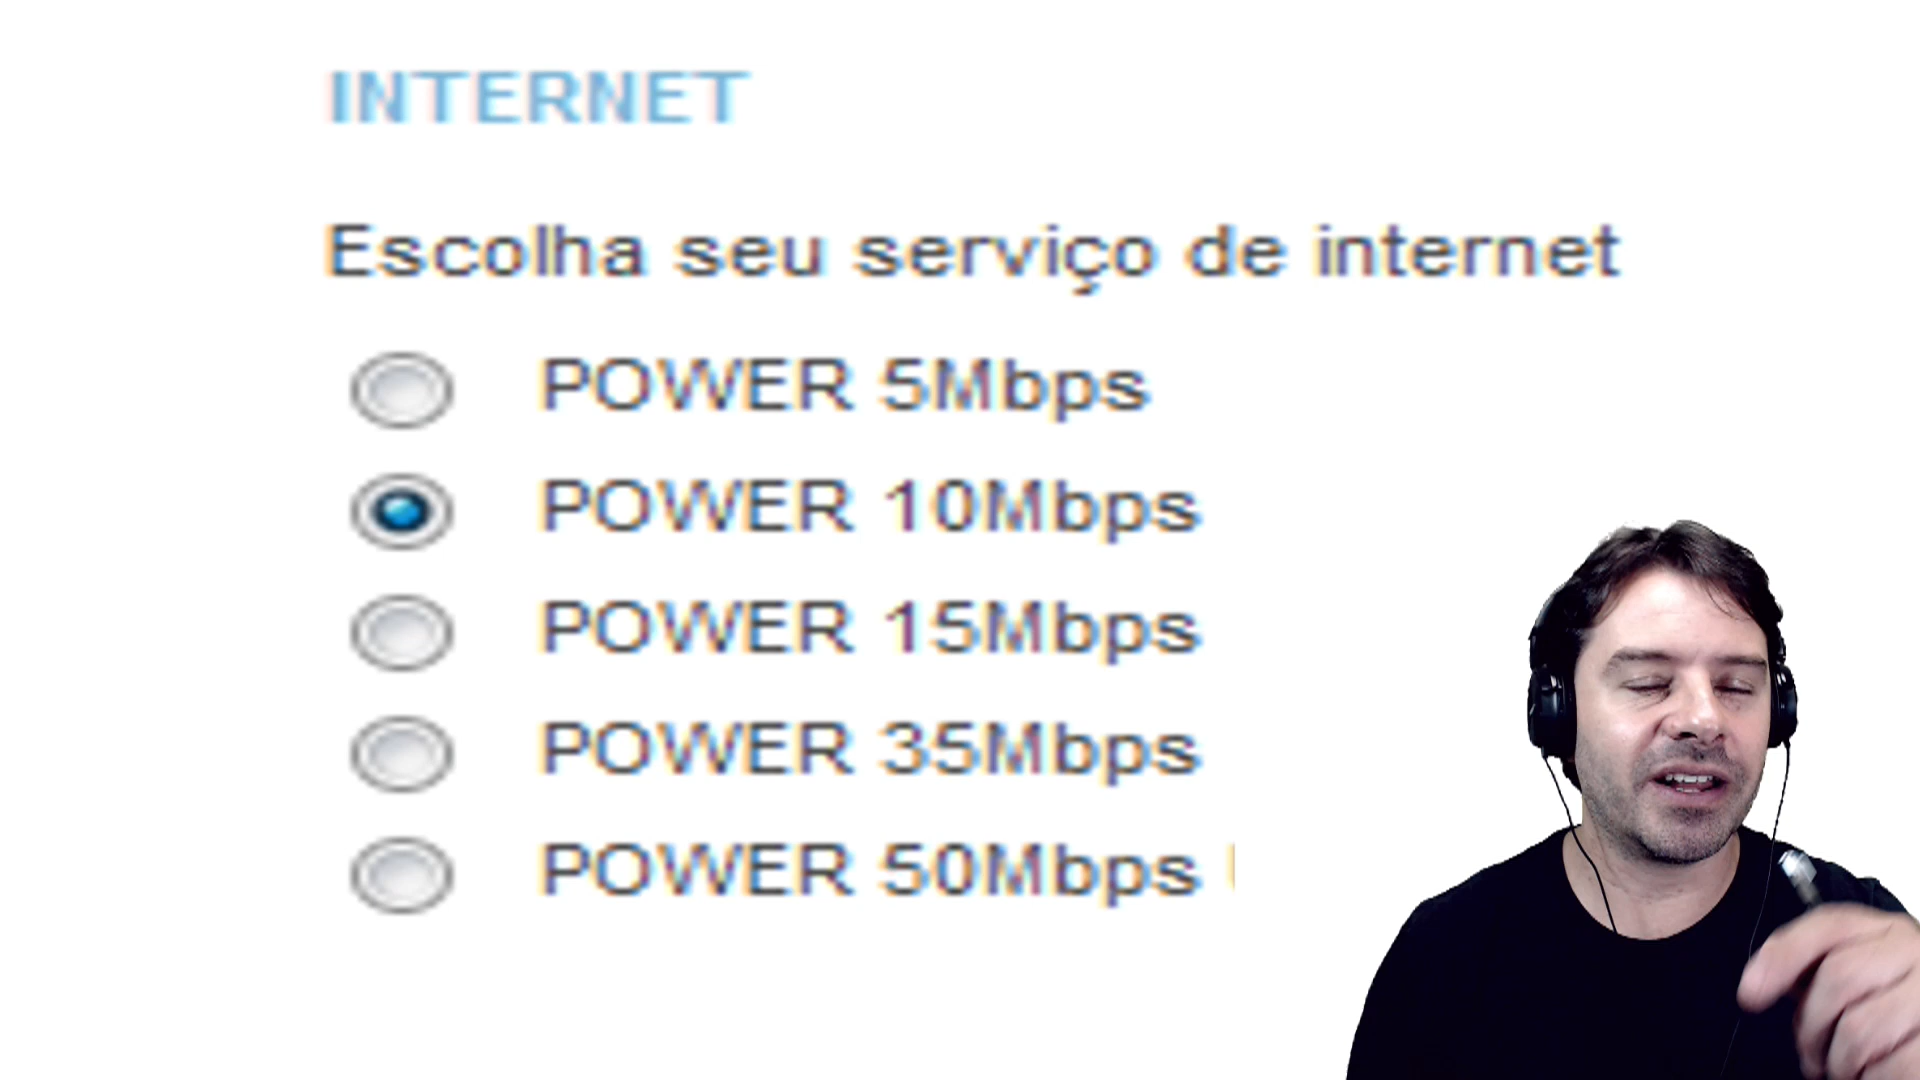 INTERNET
Escolha seu serviço de internet
POWER 5Mbps
POWER 10Mbps
POWER 15Mbps
POWER 35Mbps
POWER 50Mbps